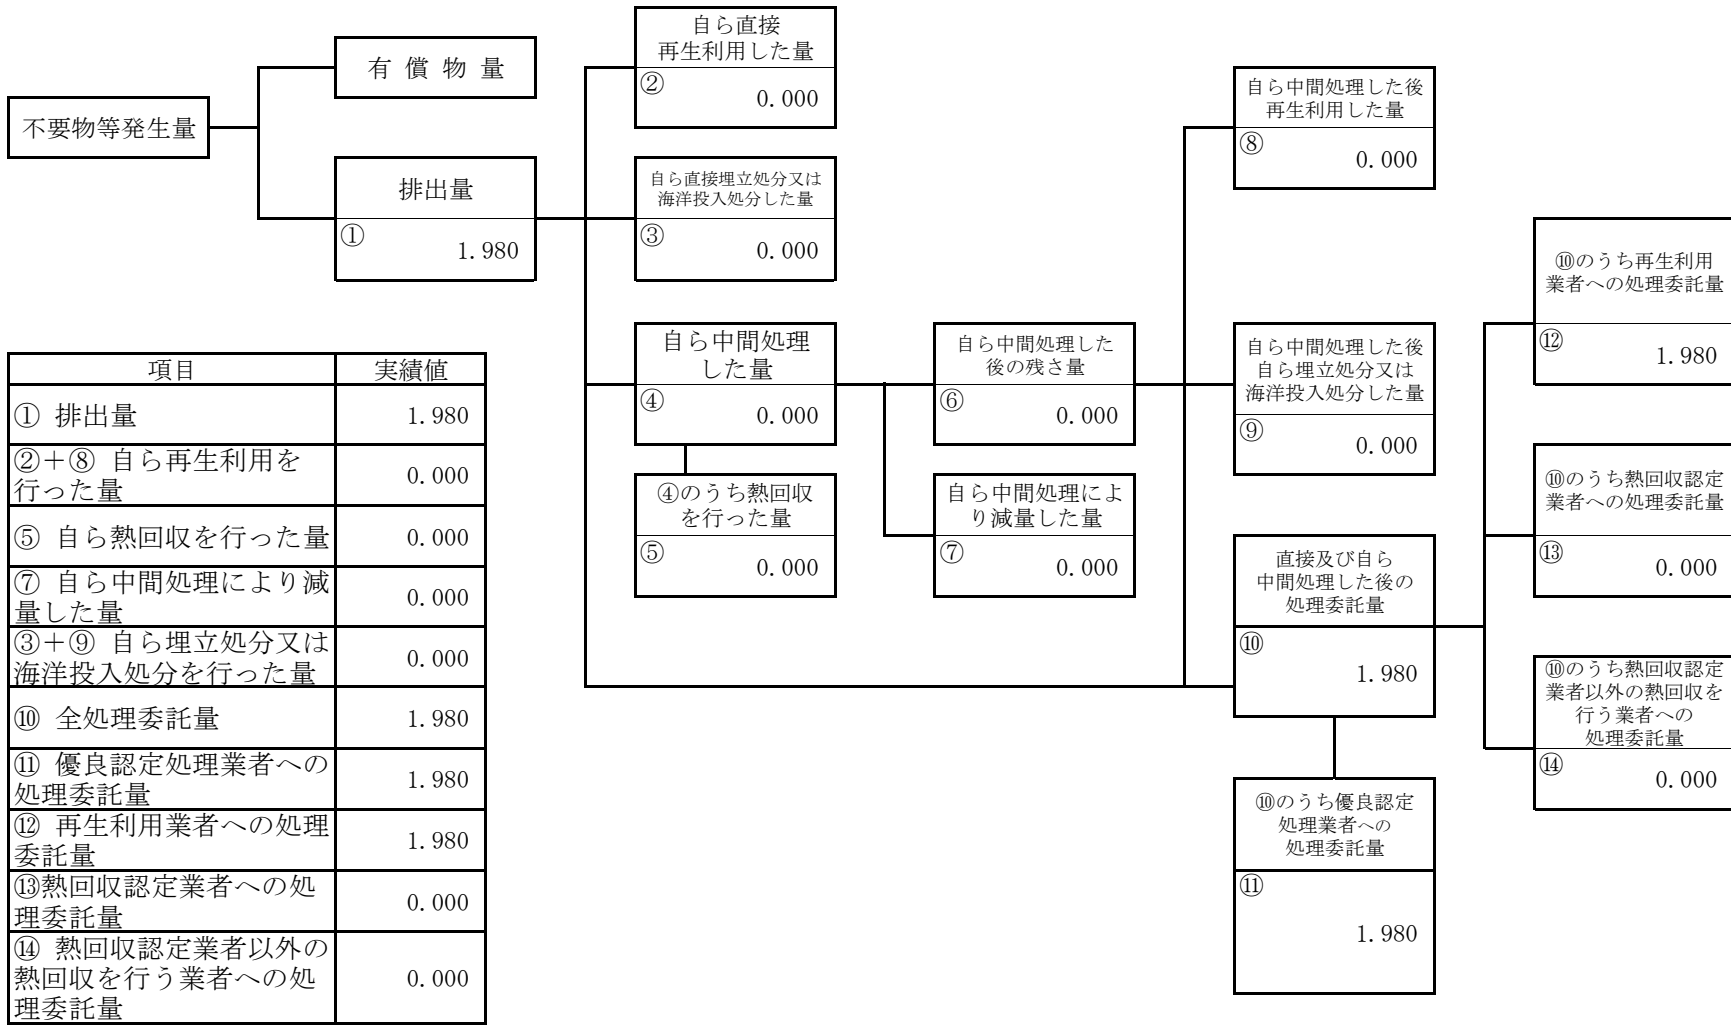 不要物等発生量
有 償 物 量
排出量
①
1.980
自ら直接
再生利用した量
②
0.000
自ら直接埋立処分又は
海洋投入処分した量
③
0.000
自ら中間処理
した量
④
0.000
④のうち熱回収
を行った量
⑤
0.000
自ら中間処理した
後の残さ量
⑥
0.000
自ら中間処理によ
り減量した量
⑦
0.000
自ら中間処理した後
再生利用した量
⑧
0.000
自ら中間処理した後
自ら埋立処分又は
海洋投入処分した量
⑨
0.000
直接及び自ら
中間処理した後の
処理委託量
⑩
1.980
⑩のうち優良認定
処理業者への
処理委託量
⑪
1.980
⑩のうち再生利用
業者への処理委託量
⑫
1.980
⑩のうち熱回収認定
業者への処理委託量
⑬
0.000
⑩のうち熱回収認定
業者以外の熱回収を
行う業者への
処理委託量
⑭
0.000
項目 実績値
① 排出量 1.980
②＋⑧ 自ら再生利用を
行った量 0.000
⑤ 自ら熱回収を行った量 0.000
⑦ 自ら中間処理により減
量した量 0.000
③＋⑨ 自ら埋立処分又は
海洋投入処分を行った量 0.000
⑩ 全処理委託量 1.980
⑪ 優良認定処理業者への
処理委託量 1.980
⑫ 再生利用業者への処理
委託量 1.980
⑬熱回収認定業者への処
理委託量 0.000
⑭ 熱回収認定業者以外の
熱回収を行う業者への処
理委託量 0.000